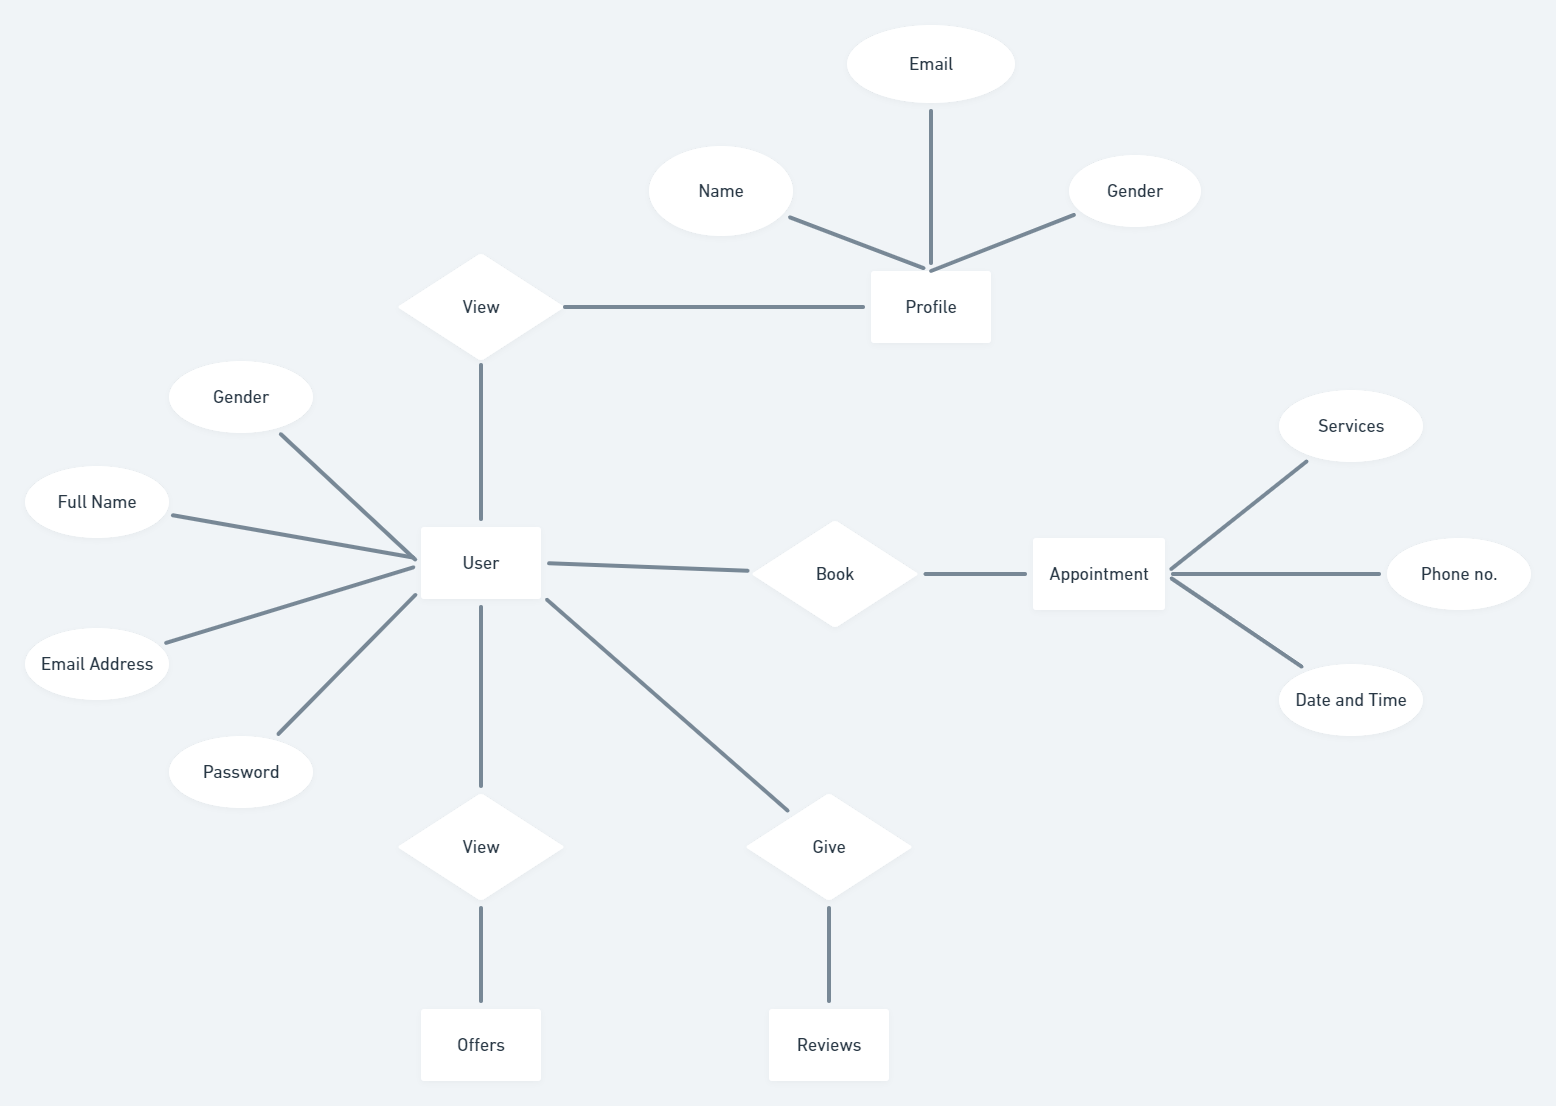 Email
Name
Gender
View
Profile
Gender
Services
Full Name
User
Book
Appointment
Phone no.
Email Address
Date and Time
Password
View
Give
Offers
Reviews